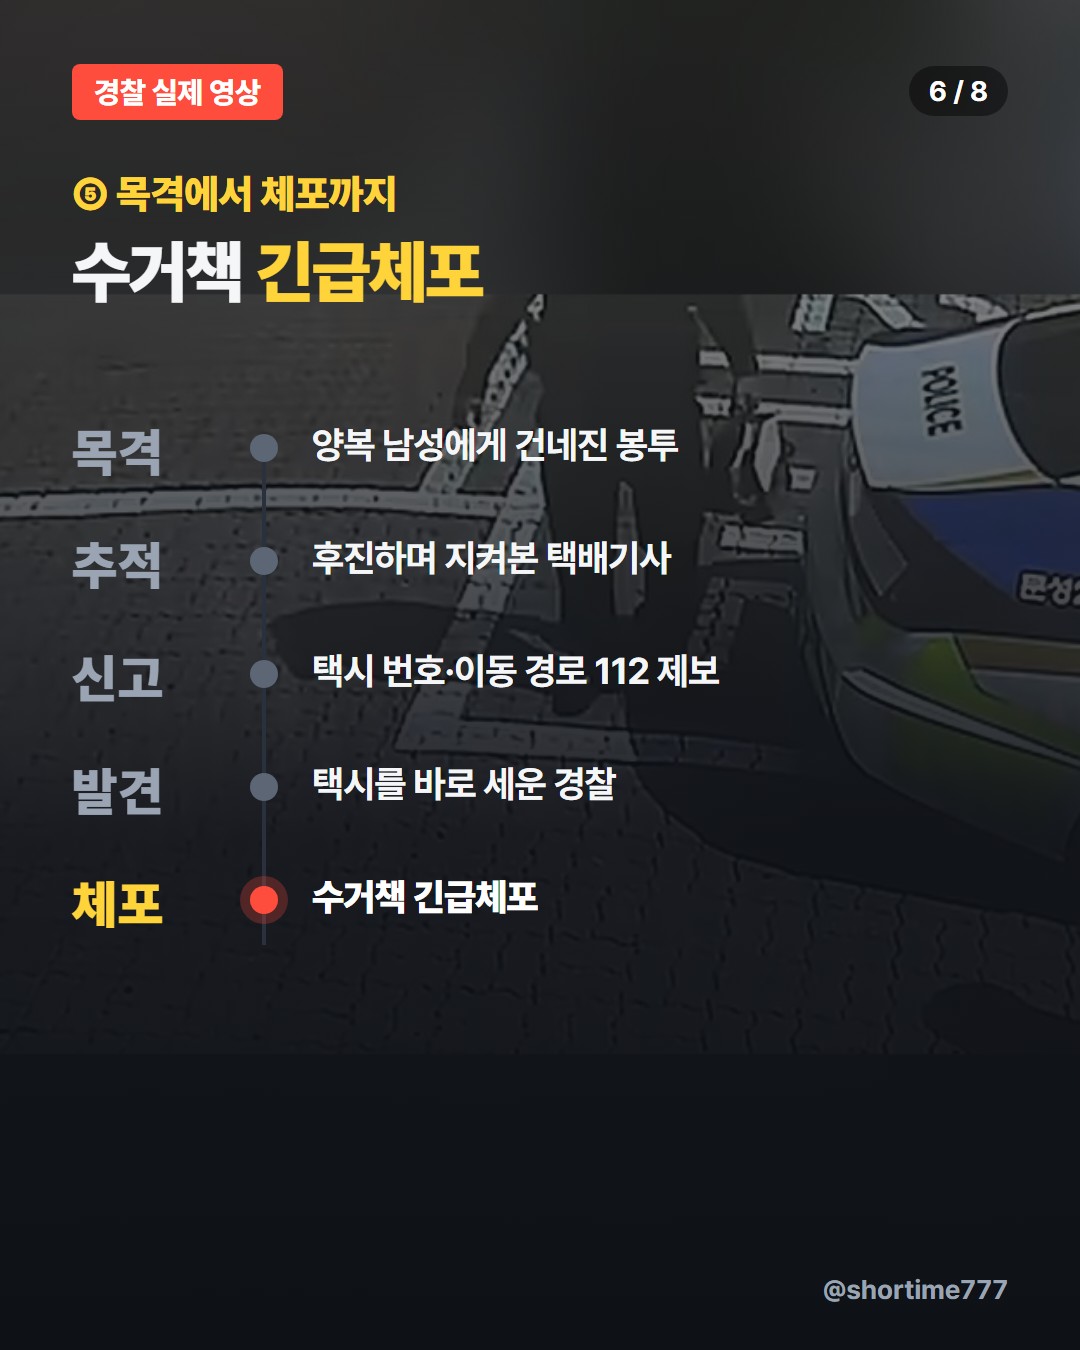 경찰 실제 영상
6 / 8
❺ 목격에서 체포까지
수거책 긴급체포
POLICE
목격
양복 남성에게 건네진 봉투
추적
후진하며 지켜본 택배기사
문성
신고
택시 번호·이동 경로 112 제보
발견
택시를 바로 세운 경찰
체포
수거책 긴급체포
@shortime777